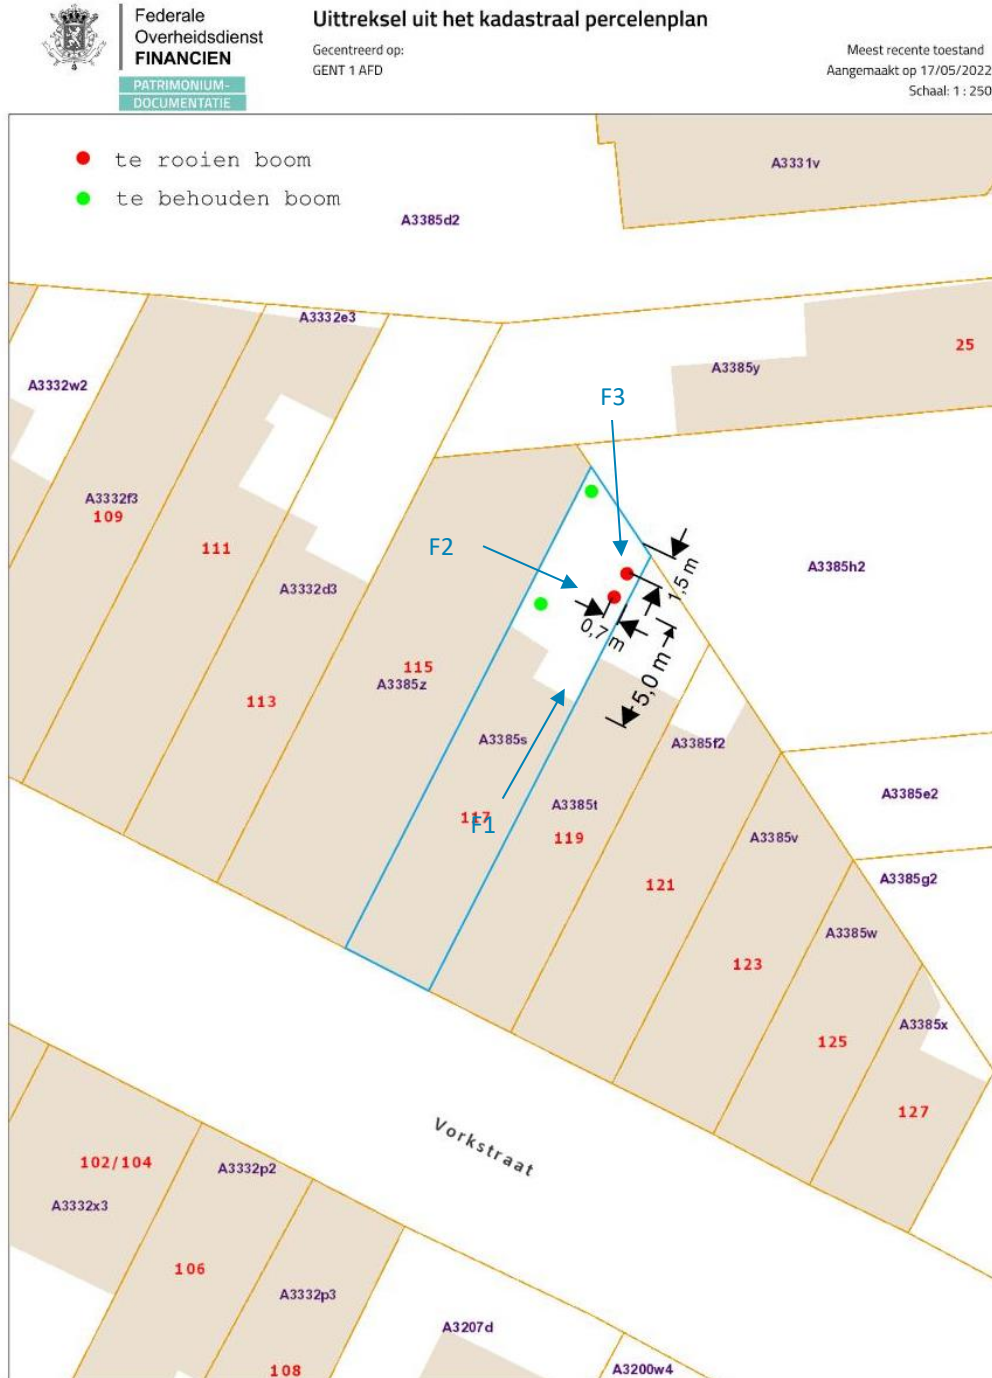 Federale
Overheidsdienst
FINANCIEN
PATRIMONIUM-
DOCUMENTATIE
Uittreksel uit het kadastraal percelenplan
Gecentreerd op:
GENT 1 AFD
Meest recente toestand
Aangemaakt op 17/05/2022
Schaal: 1 : 250
te rooien boom
te behouden boom
A3331v
A3385d2
A3332e3
25
A3385y
A3332w2
F3
A3332f3
109
111
F2
A3385h2
1,5 m
A3332d3
0,7 m
115
A3385z
5,0 m
113
A3385s
A3385f2
A3385e2
A3385t
117
F1
119
A3385v
A3385g2
121
A3385w
123
A3385x
125
127
Vorkstraat
102/104
A3332p2
A3332x3
106
A3332p3
A3207d
108
A3200w4